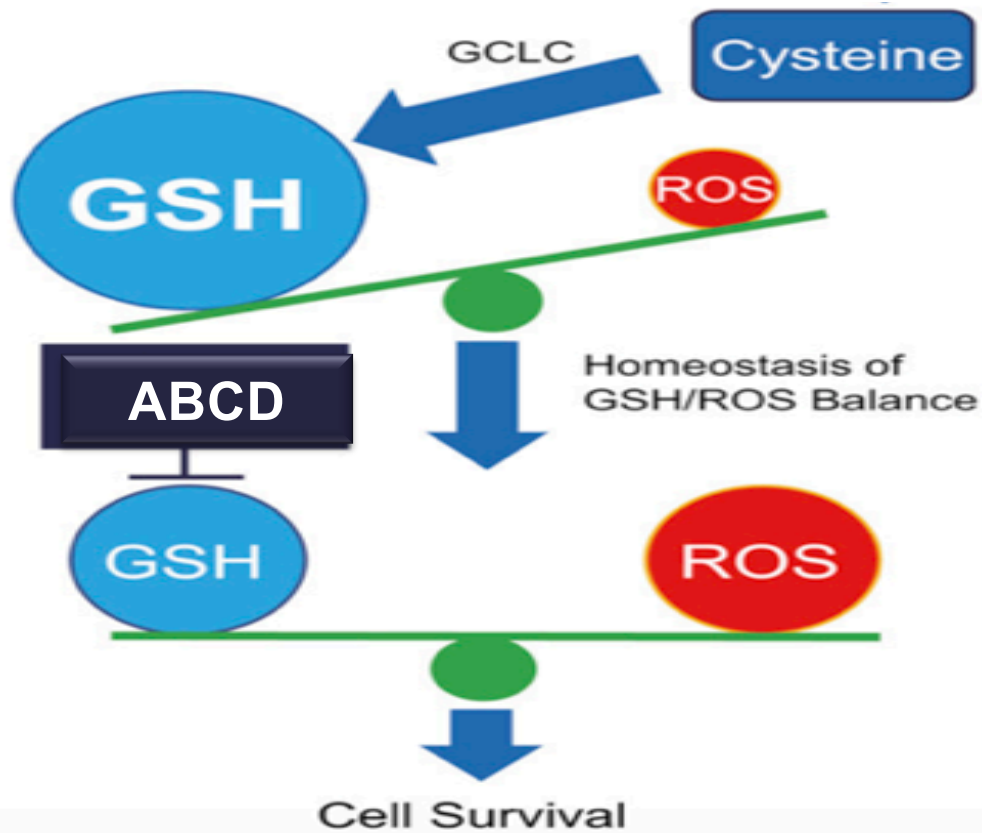 GCLC
Cysteine
GSH
ROS
ABCD
Homeostasis of
GSH/ROS Balance
GSH
ROS
Cell Survival